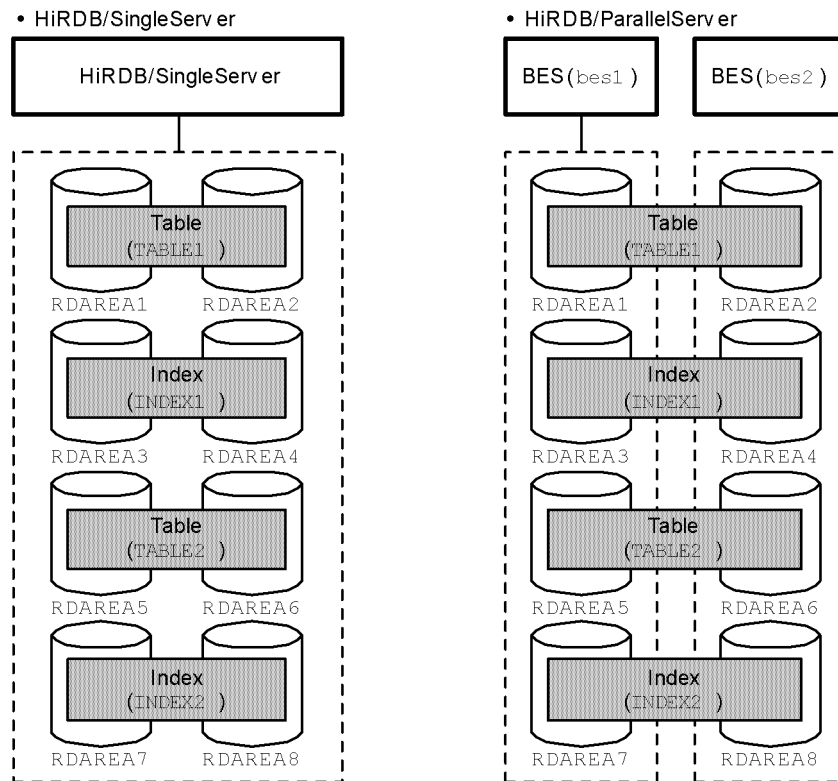 • HiRDB/SingleServer
HiRDB/SingleServer
Table
(TABLE1 )
RDAREA1 RDAREA2
Index
(INDEX1 )
RDAREA3 RDAREA4
Table
(TABLE2 )
RDAREA5 RDAREA6
Index
(INDEX2 )
RDAREA7 RDAREA8
• HiRDB/ParallelServer
BES(bes1) BES(bes2)
Table
(TABLE1 )
RDAREA1 RDAREA2
Index
(INDEX1 )
RDAREA3 RDAREA4
Table
(TABLE2 )
RDAREA5 RDAREA6
Index
(INDEX2 )
RDAREA7 RDAREA8